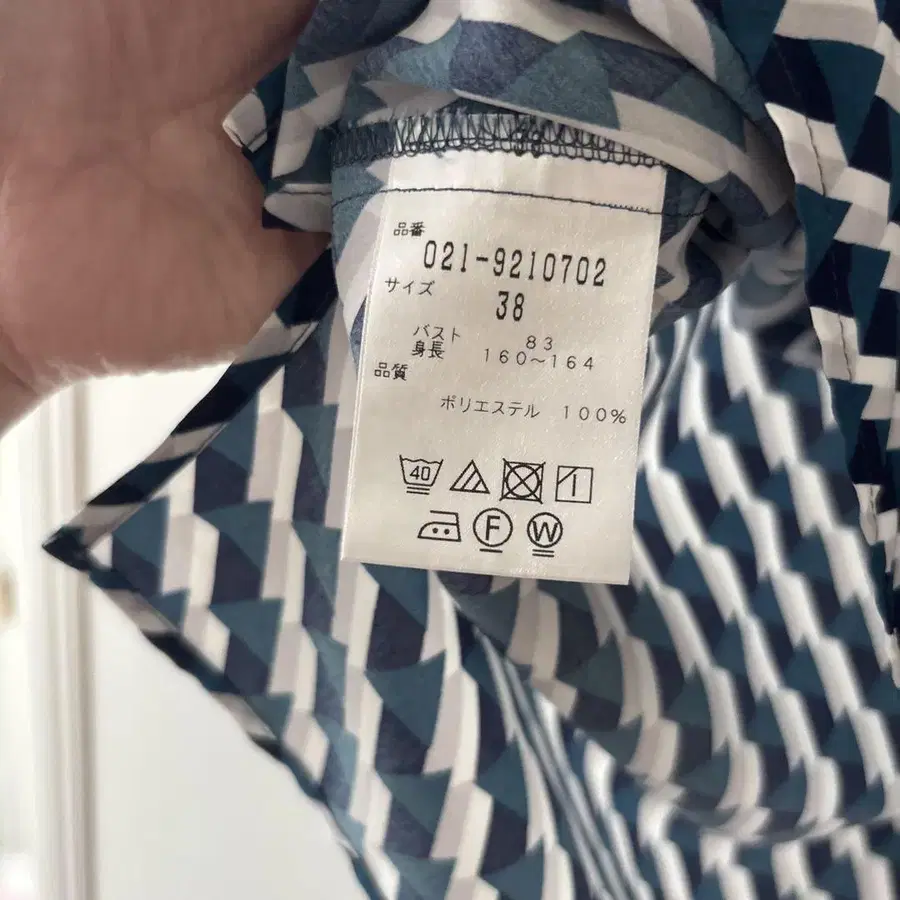 品番
021-9210702
サイズ
38
バスト 83
身長 160~164
品質
ポリエステル 100%
40
F W